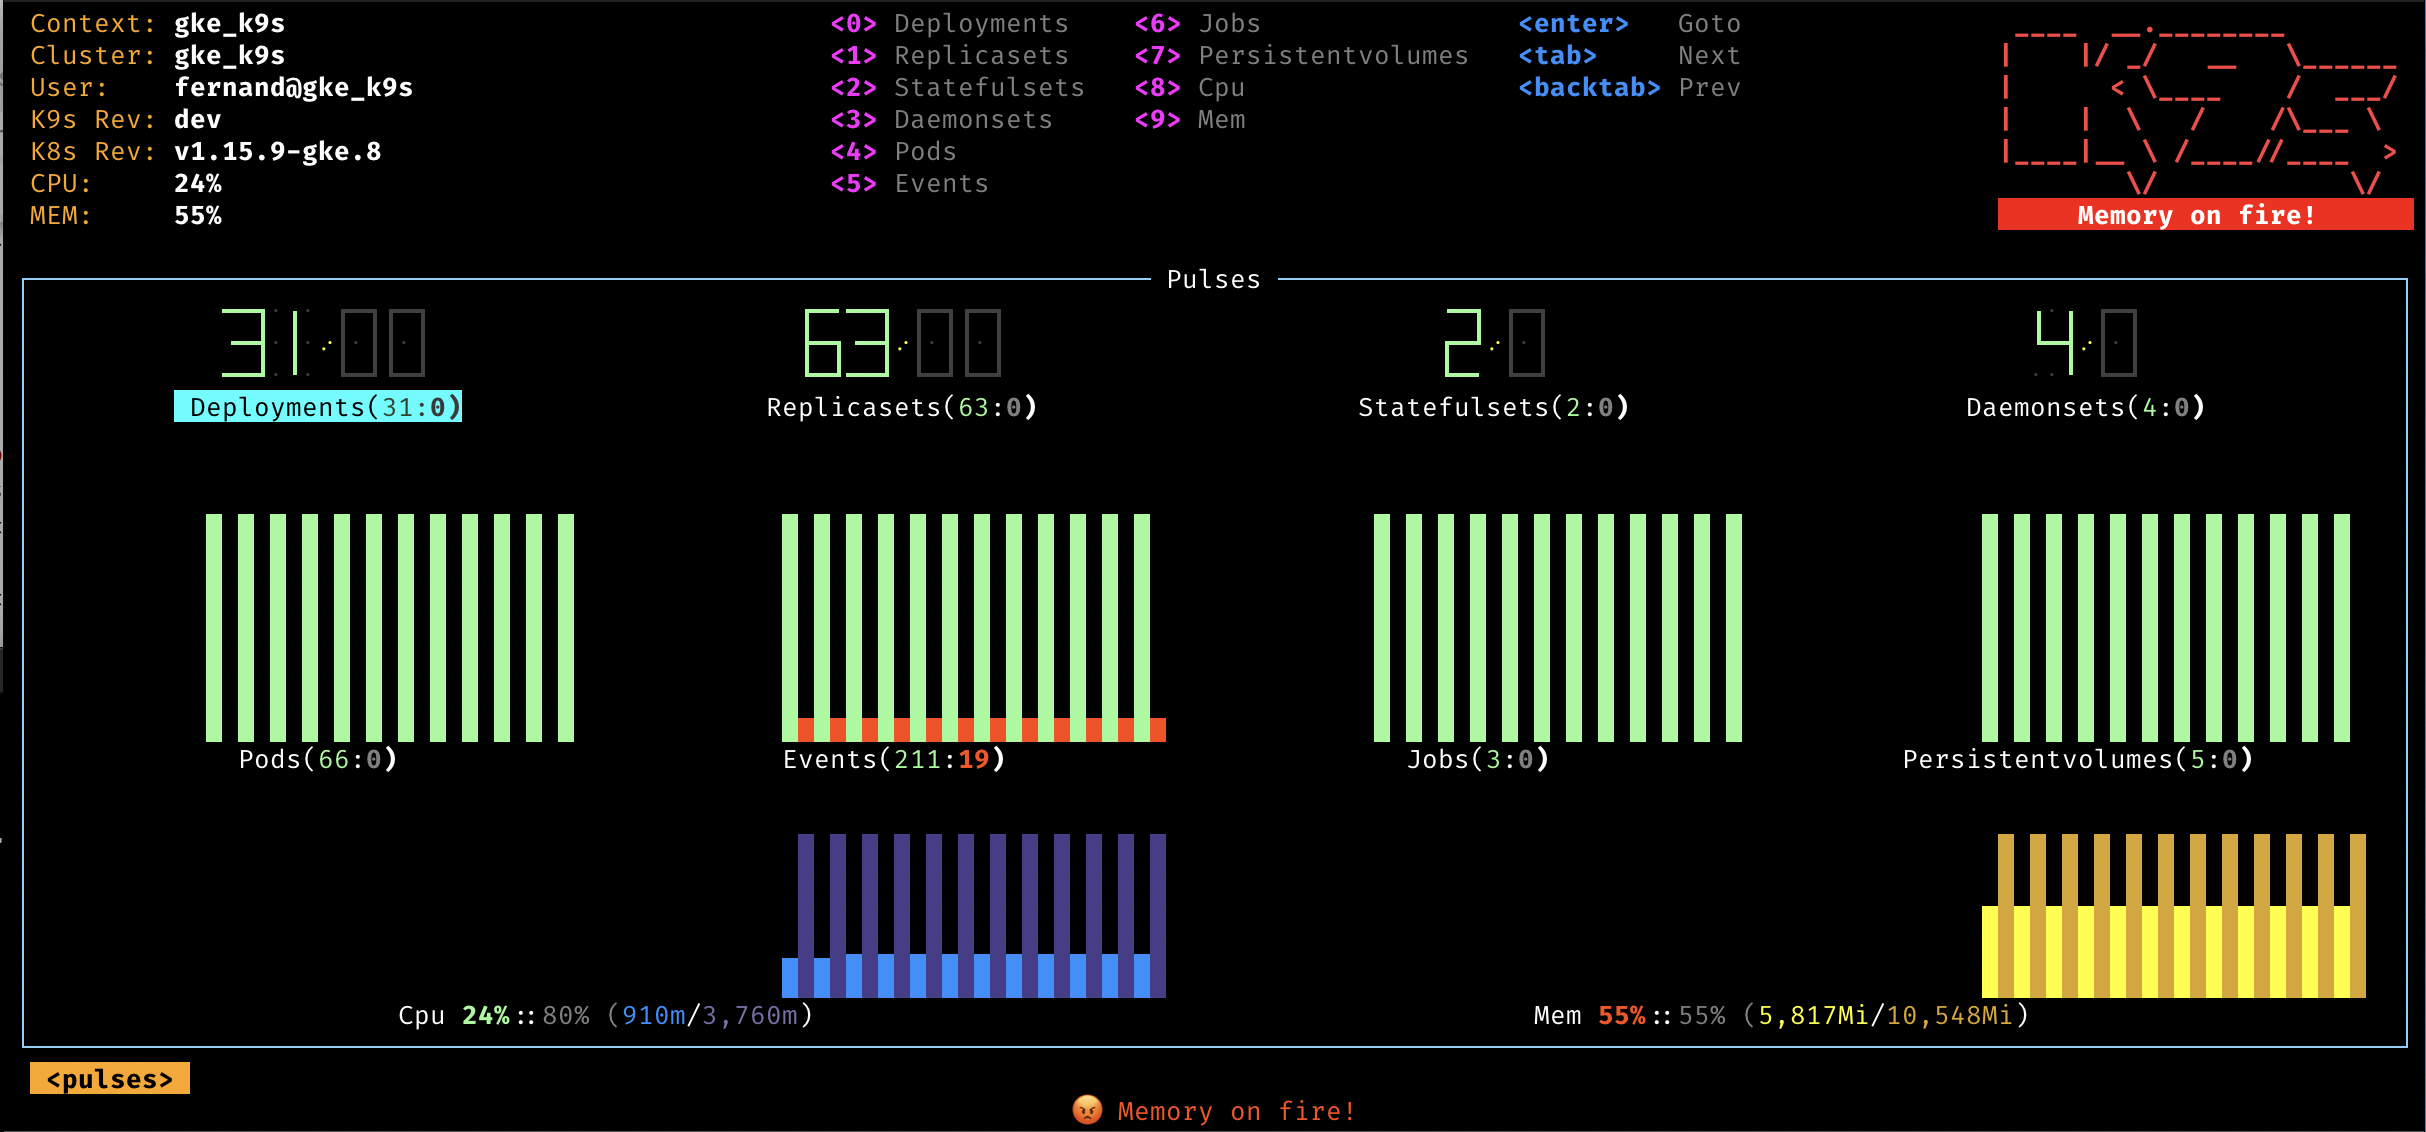 Context: gke_k9s
Cluster: gke_k9s
User: fernand@gke_k9s
K9s Rev: dev
K8s Rev: v1.15.9-gke.8
CPU: 24%
MEM: 55%
<0> Deployments
<1> Replicasets
<2> Statefulsets
<3> Daemonsets
<4> Pods
<5> Events
<6> Jobs
<7> Persistentvolumes
<8> Cpu
<9> Mem
<enter> Goto
<tab> Next
<backtab> Prev
K9s
Memory on fire!
Pulses
31 00
63 00
2 0
4 0
Deployments(31:0)
Replicasets(63:0)
Statefulsets(2:0)
Daemonsets(4:0)
Pods(66:0)
Events(211:19)
Jobs(3:0)
Persistentvolumes(5:0)
Cpu 24%::80% (910m/3,760m)
Mem 55%::55% (5,817Mi/10,548Mi)
<pulses>
😡 Memory on fire!